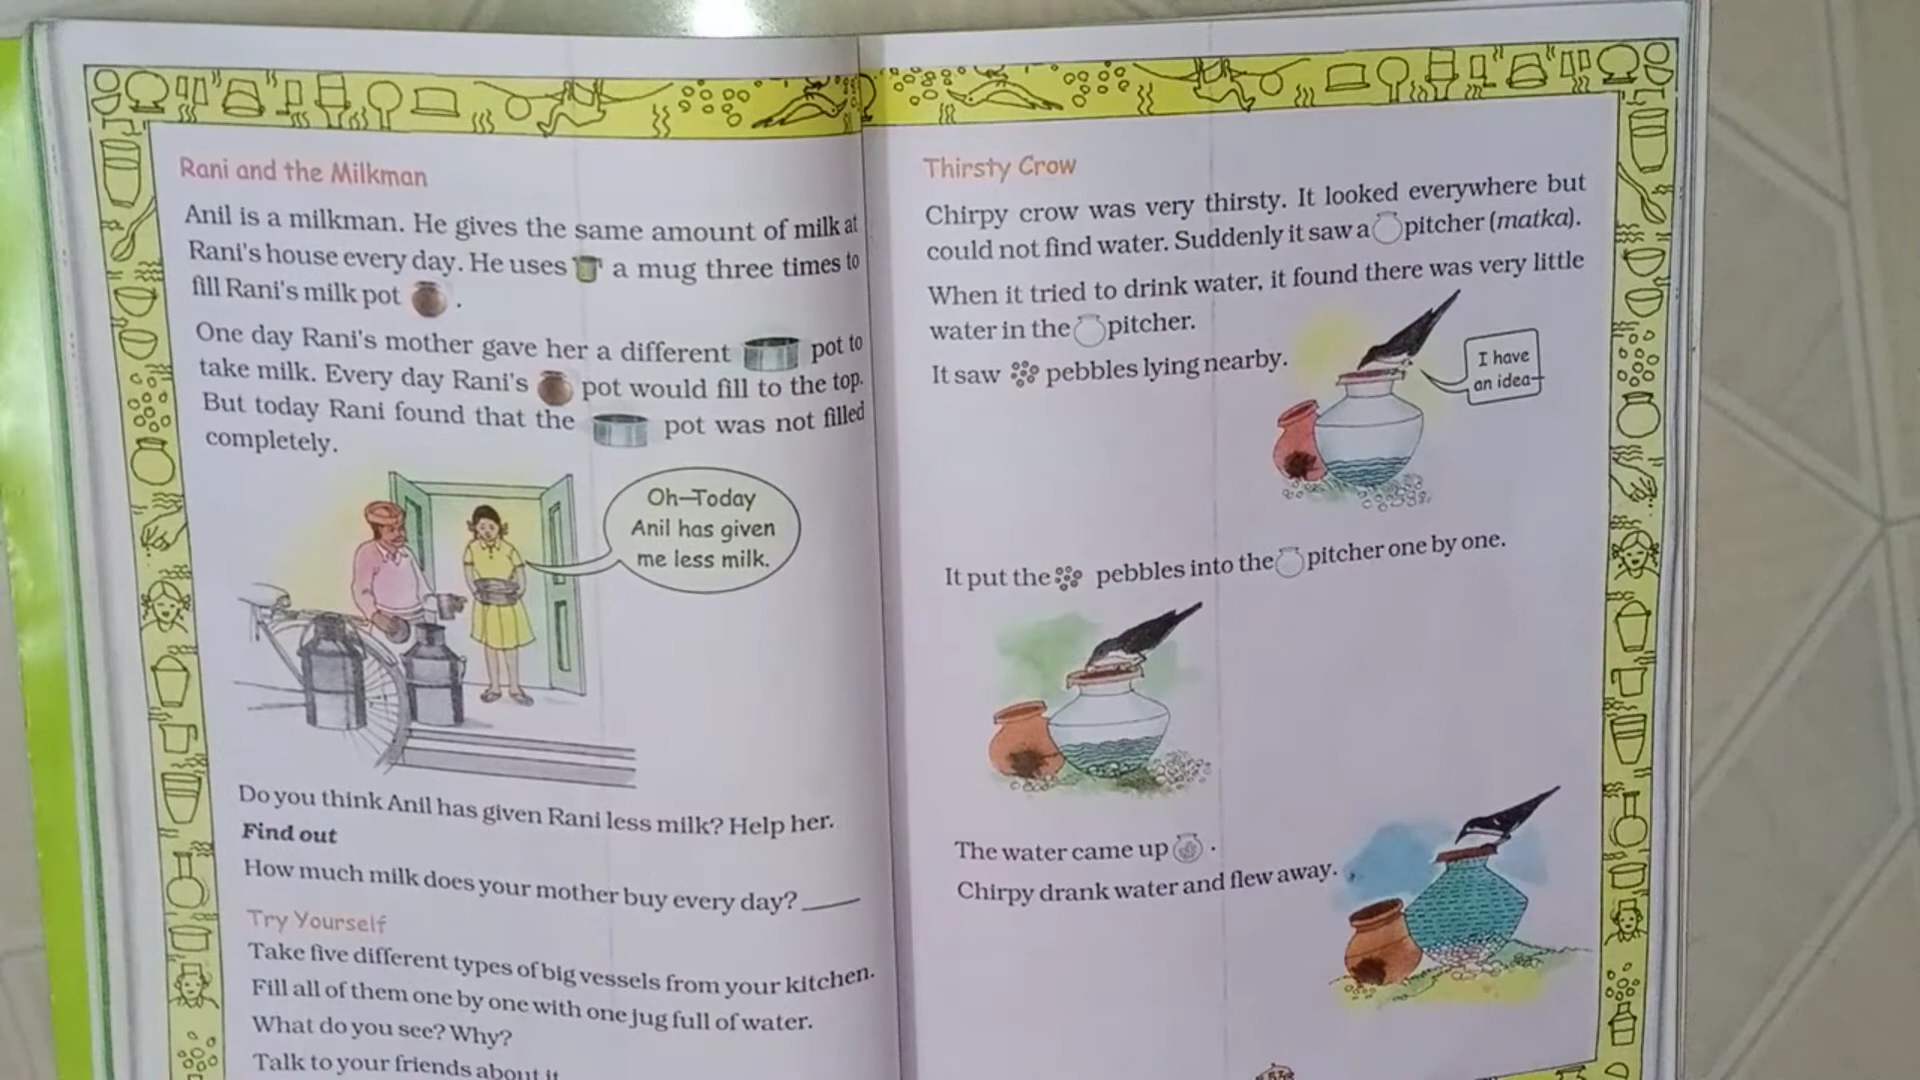 Rani and the Milkman
Anil is a milkman. He gives the same amount of milk at
Rani's house every day. He uses a mug three times to
fill Rani's milk pot .
One day Rani's mother gave her a different pot to
take milk. Every day Rani's pot would fill to the top.
But today Rani found that the pot was not filled
completely.
Oh–Today
Anil has given
me less milk.
Do you think Anil has given Rani less milk? Help her.
Find out
How much milk does your mother buy every day? ____
Try Yourself
Take five different types of big vessels from your kitchen.
Fill all of them one by one with one jug full of water.
What do you see? Why?
Talk to your friends about it
Thirsty Crow
Chirpy crow was very thirsty. It looked everywhere but
could not find water. Suddenly it saw a pitcher (matka).
When it tried to drink water, it found there was very little
water in the pitcher.
It saw pebbles lying nearby.
I have
an idea–
It put the pebbles into the pitcher one by one.
The water came up .
Chirpy drank water and flew away.